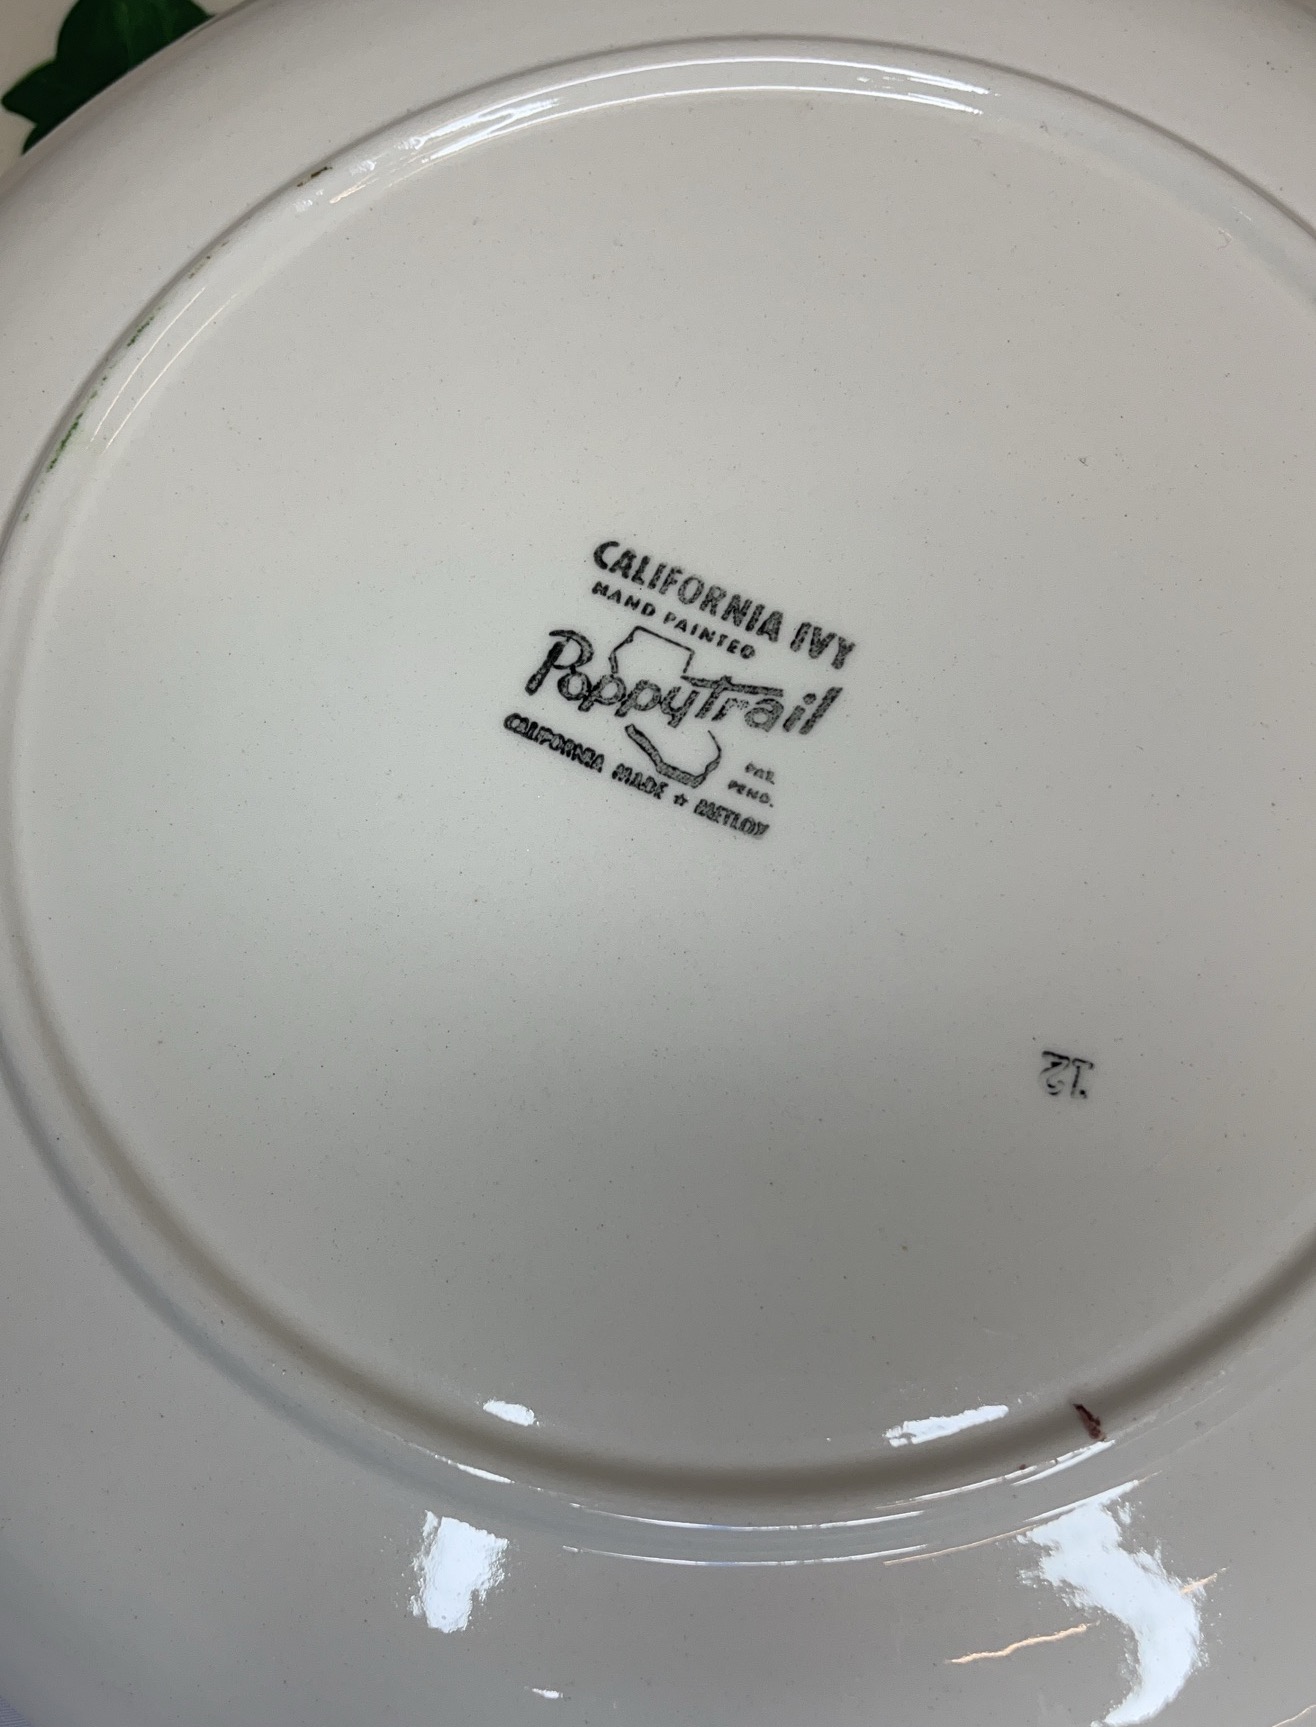 CALIFORNIA IVY
HAND PAINTED
Poppytrail
PAT.
PEND.
CALIFORNIA MADE ☆ METLOX
12